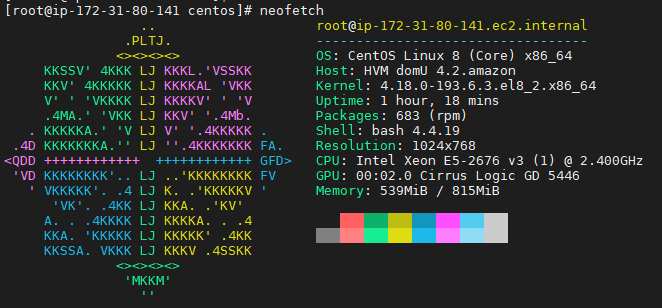 [root@ip-172-31-80-141 centos]# neofetch
..
.PLTJ.
<><><><>
KKSSV' 4KKK LJ KKKL.'VSSKK
KKV' 4KKKKK LJ KKKKAL 'VKK
V' ' 'VKKKK LJ KKKKV' ' 'V
.4MA.' 'VKK LJ KKV' '.4Mb.
. KKKKKA.' 'V LJ V' '.4KKKKK .
.4D KKKKKKKA.'' LJ ''.4KKKKKKK FA.
<QDD ++++++++++++ ++++++++++++ GFD>
'VD KKKKKKKK'.. LJ ..'KKKKKKKK FV
' VKKKKK'. .4 LJ K. .'KKKKKV '
'VK'. .4KK LJ KKA. .'KV'
A. . .4KKKK LJ KKKKA. . .4
KKA. 'KKKKK LJ KKKKK' .4KK
KKSSA. VKKK LJ KKKV .4SSKK
<><><><>
'MKKM'
''
root@ip-172-31-80-141.ec2.internal
----------------------------------
OS: CentOS Linux 8 (Core) x86_64
Host: HVM domU 4.2.amazon
Kernel: 4.18.0-193.6.3.el8_2.x86_64
Uptime: 1 hour, 18 mins
Packages: 683 (rpm)
Shell: bash 4.4.19
Resolution: 1024x768
CPU: Intel Xeon E5-2676 v3 (1) @ 2.400GHz
GPU: 00:02.0 Cirrus Logic GD 5446
Memory: 539MiB / 815MiB